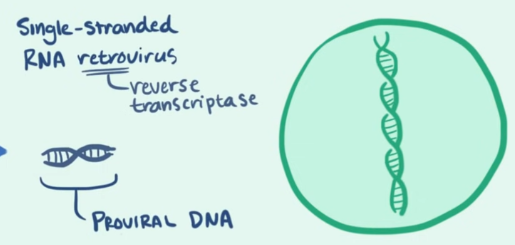 Single-stranded
RNA retrovirus
reverse
transcriptase
PROVIRAL DNA